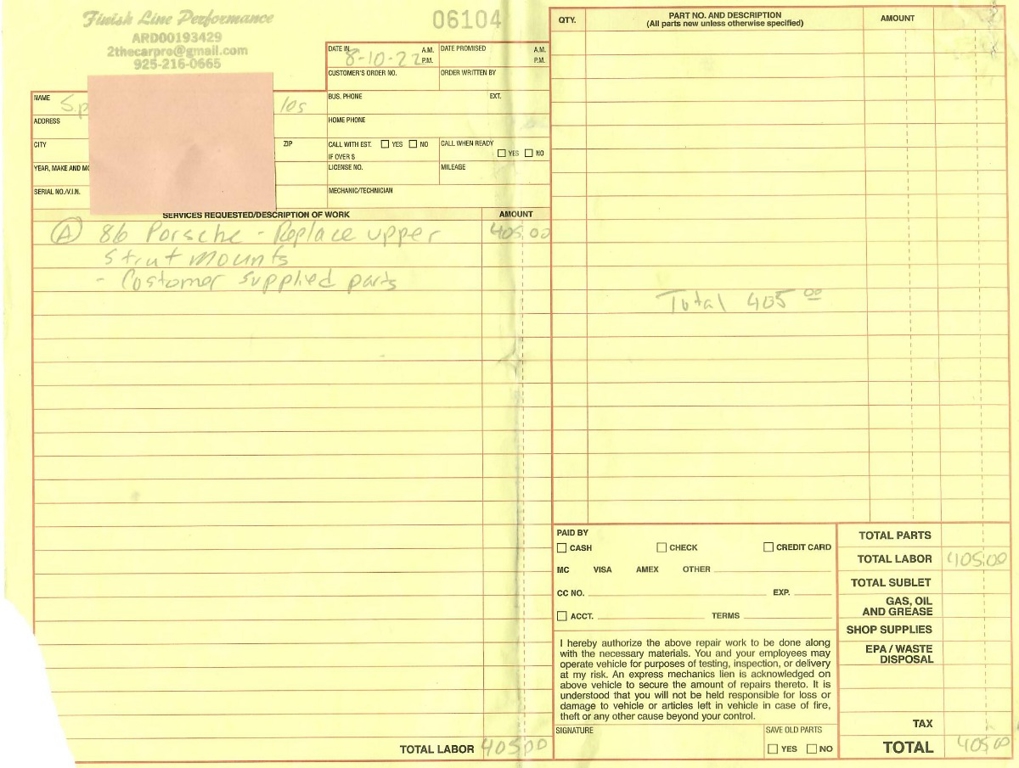 Finish Line Performance
ARD00193429
2thecarpro@gmail.com
925-216-0665
06104
DATE IN 8-10-22 A.M. P.M.
DATE PROMISED A.M. P.M.
CUSTOMER'S ORDER NO.
ORDER WRITTEN BY
NAME
BUS. PHONE EXT.
ADDRESS
HOME PHONE
CITY ZIP
CALL WITH EST. YES NO
IF OVER $
CALL WHEN READY
YES NO
YEAR, MAKE AND MO
LICENSE NO.
MILEAGE
SERIAL NO./V.I.N.
MECHANIC/TECHNICIAN
SERVICES REQUESTED/DESCRIPTION OF WORK AMOUNT
A 86 Porsche - Replace upper 405 00
strut mounts
- Costomer supplied parts
TOTAL LABOR 405 00
QTY. PART NO. AND DESCRIPTION AMOUNT
(All parts new unless otherwise specified)
Total 405 00
PAID BY
CASH CHECK CREDIT CARD
MC VISA AMEX OTHER
CC NO. EXP.
ACCT. TERMS
I hereby authorize the above repair work to be done along
with the necessary materials. You and your employees may
operate vehicle for purposes of testing, inspection, or delivery
at my risk. An express mechanics lien is acknowledged on
above vehicle to secure the amount of repairs thereto. It is
understood that you will not be held responsible for loss or
damage to vehicle or articles left in vehicle in case of fire,
theft or any other cause beyond your control.
SIGNATURE
SAVE OLD PARTS
YES NO
TOTAL PARTS
TOTAL LABOR 405.00
TOTAL SUBLET
GAS, OIL
AND GREASE
SHOP SUPPLIES
EPA / WASTE
DISPOSAL
TAX
TOTAL 405 00